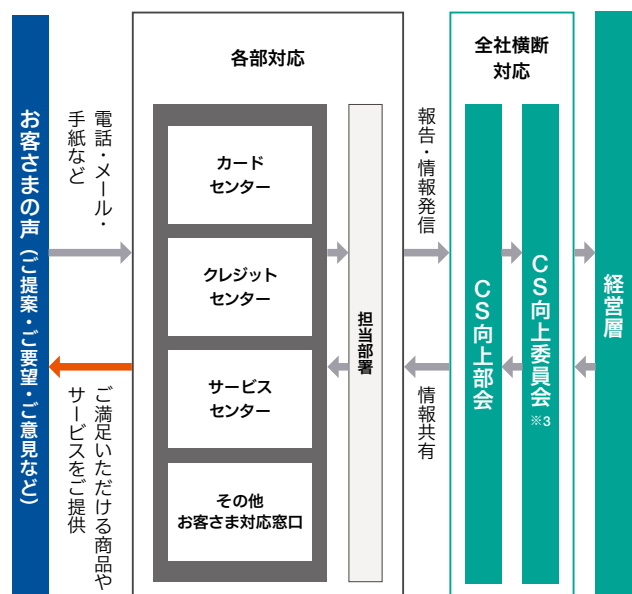 お客さまの声（ご提案・ご要望・ご意見など）
電話・メール・
手紙など
ご満足いただける商品や
サービスをご提供
各部対応
カード
センター
クレジット
センター
サービス
センター
その他
お客さま対応窓口
担当部署
報告・情報発信
情報共有
全社横断
対応
CS向上部会
CS向上委員会※3
経営層